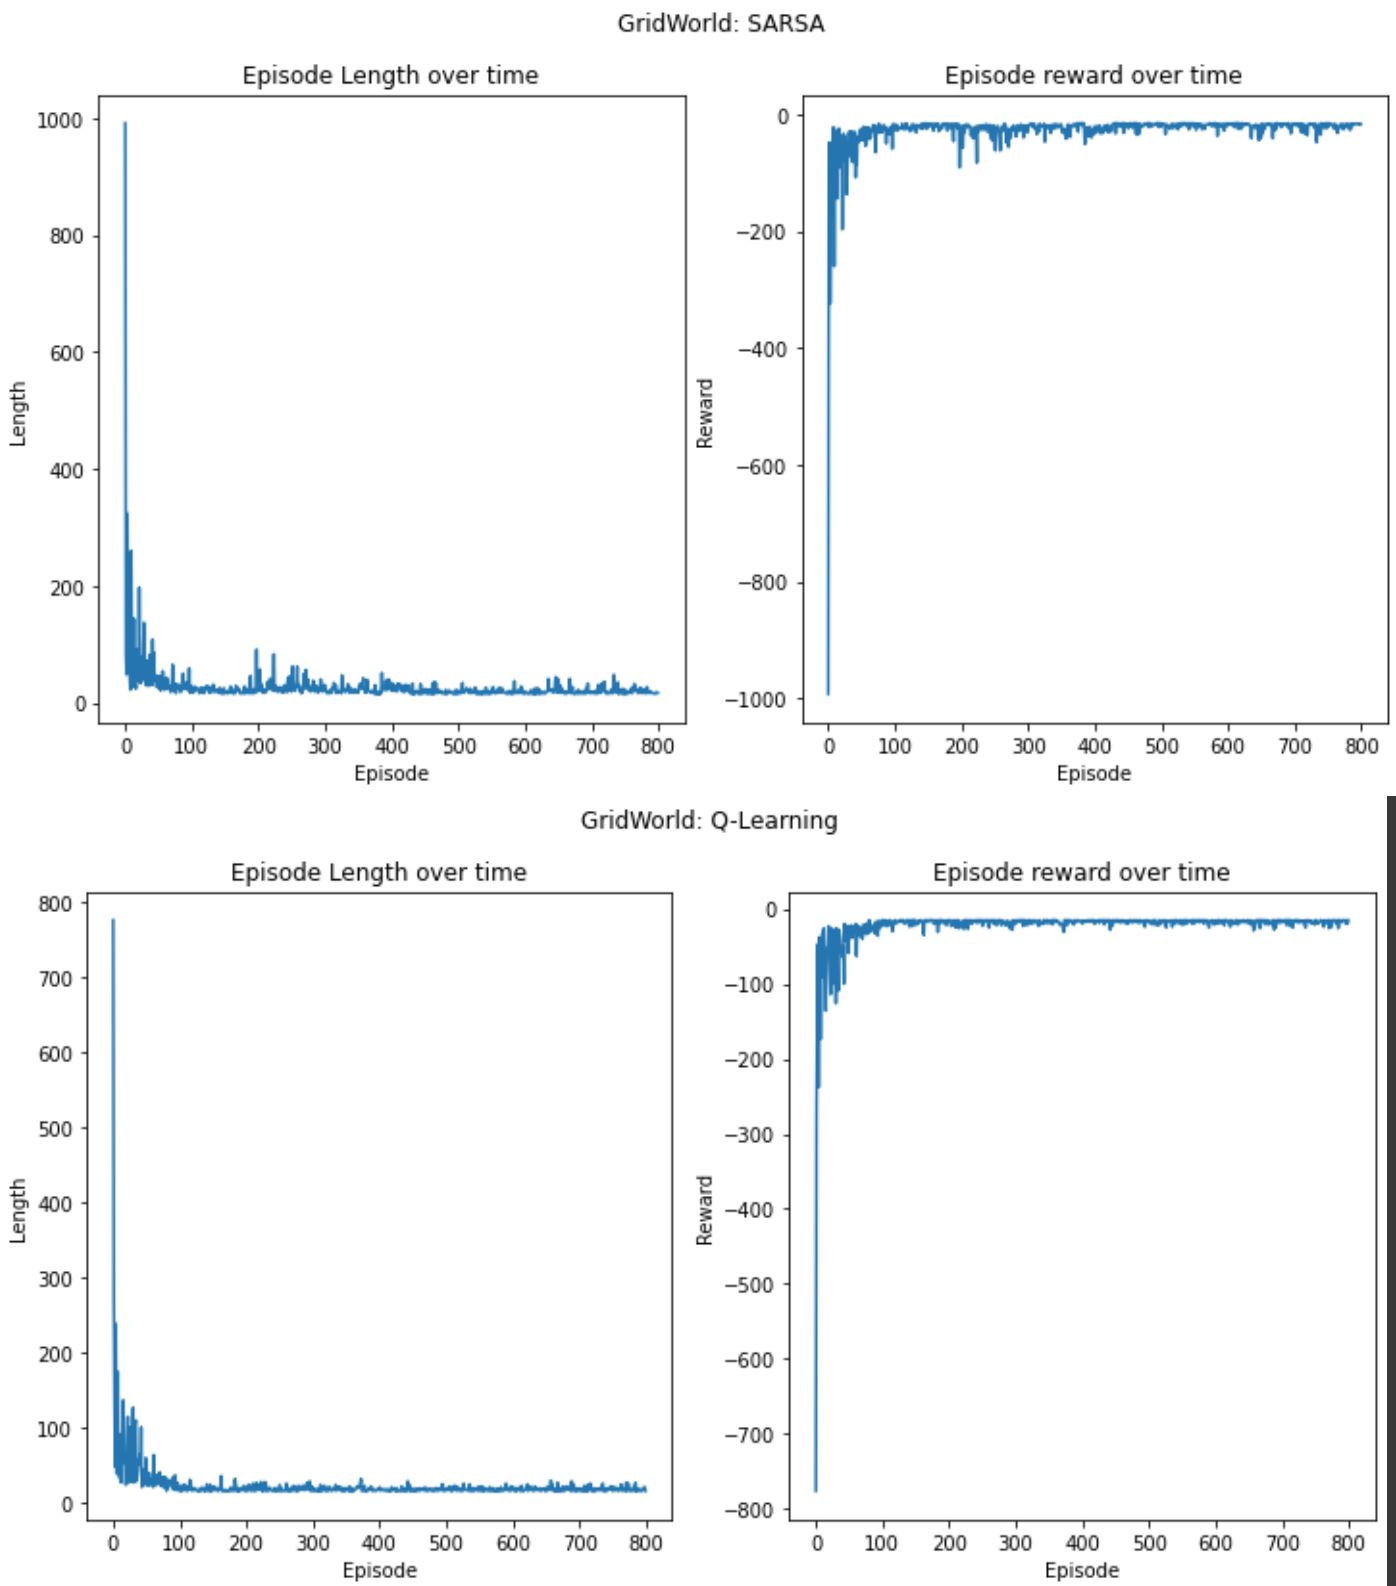 GridWorld: SARSA
Episode Length over time
1000
800
600
400
200
0
Length
0 100 200 300 400 500 600 700 800
Episode
Episode reward over time
0
−200
−400
−600
−800
−1000
Reward
0 100 200 300 400 500 600 700 800
Episode
GridWorld: Q-Learning
Episode Length over time
800
700
600
500
400
300
200
100
0
Length
0 100 200 300 400 500 600 700 800
Episode
Episode reward over time
0
−100
−200
−300
−400
−500
−600
−700
−800
Reward
0 100 200 300 400 500 600 700 800
Episode